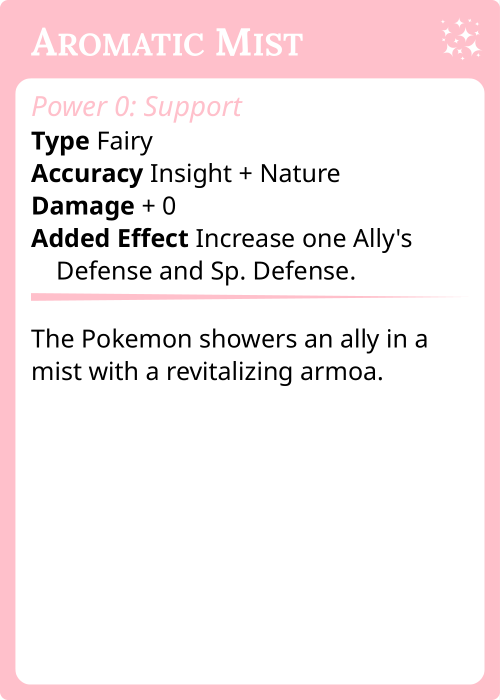 Aromatic Mist
Power 0: Support
Type Fairy
Accuracy Insight + Nature
Damage + 0
Added Effect Increase one Ally's
Defense and Sp. Defense.
The Pokemon showers an ally in a
mist with a revitalizing armoa.